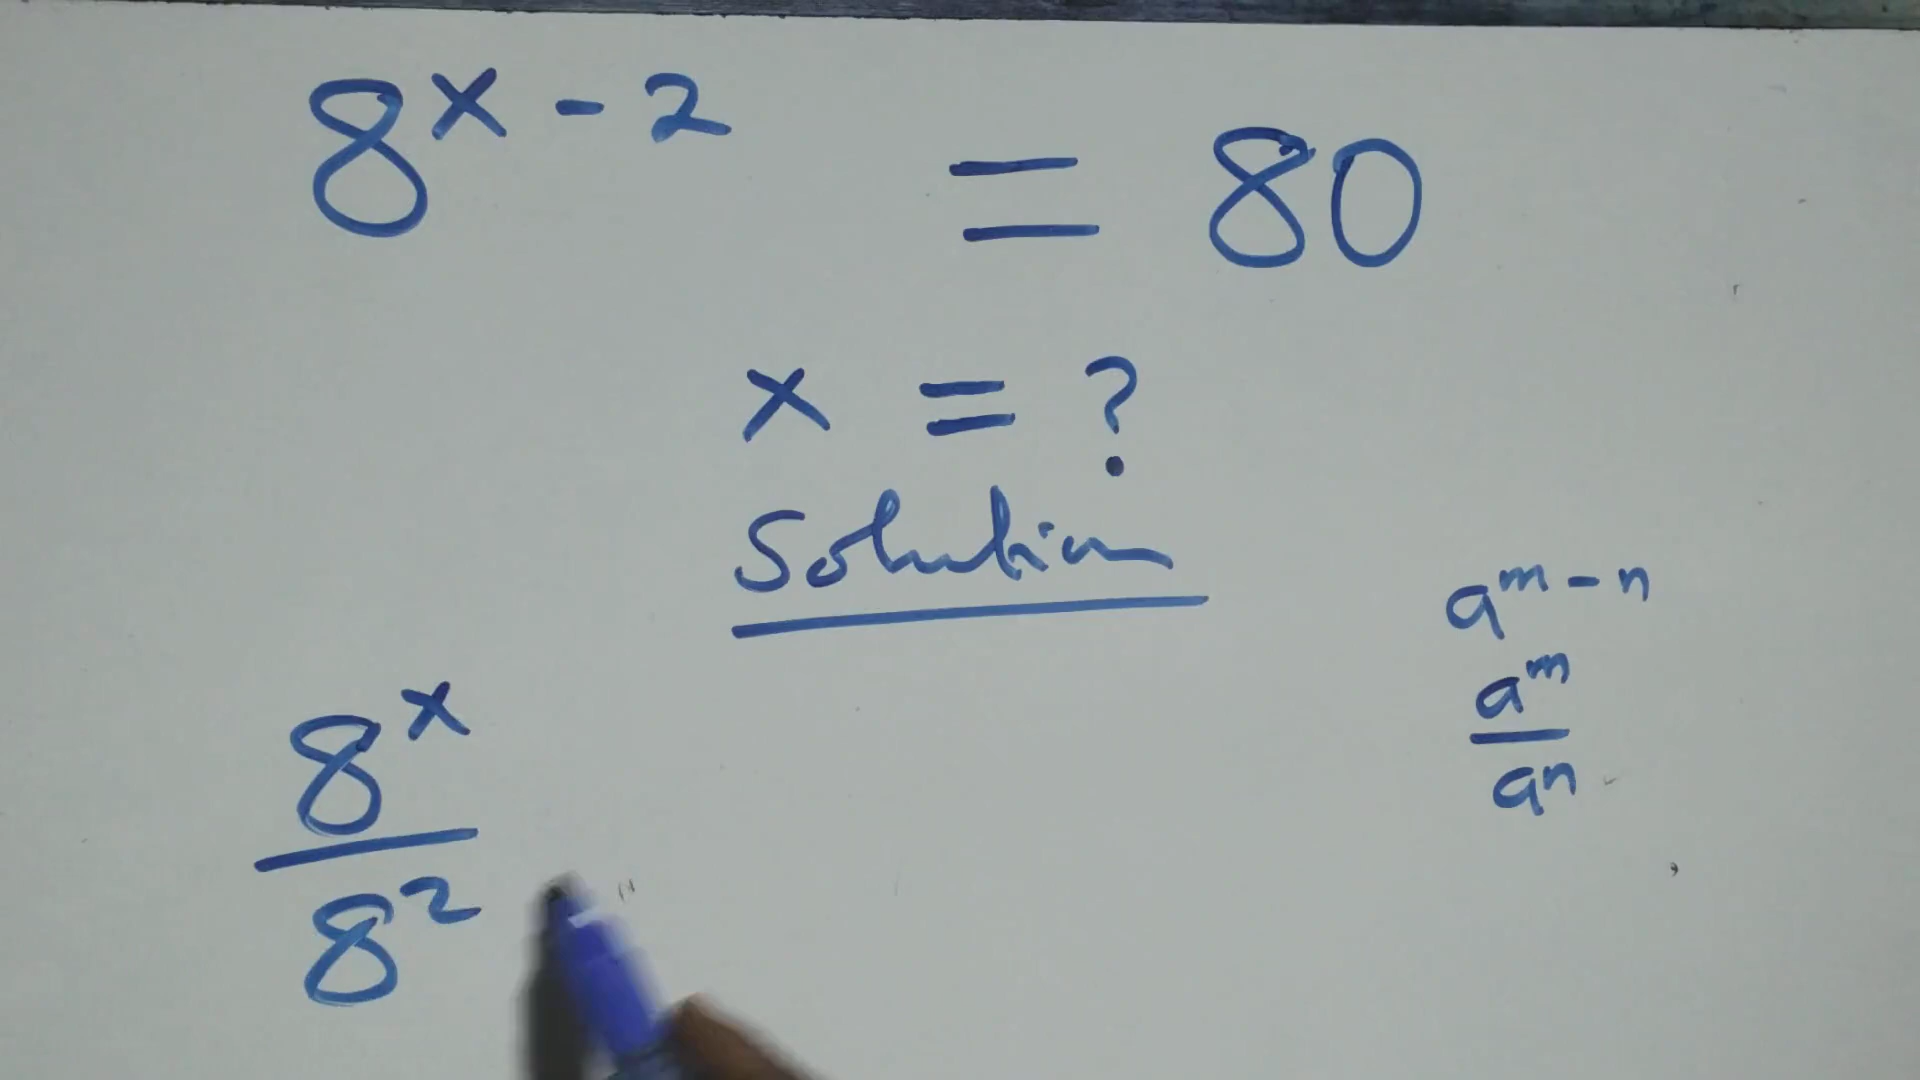 8^x - 2 = 80
x = ?
Solution
a^m - n
a^m
a^n
8^x
8^2